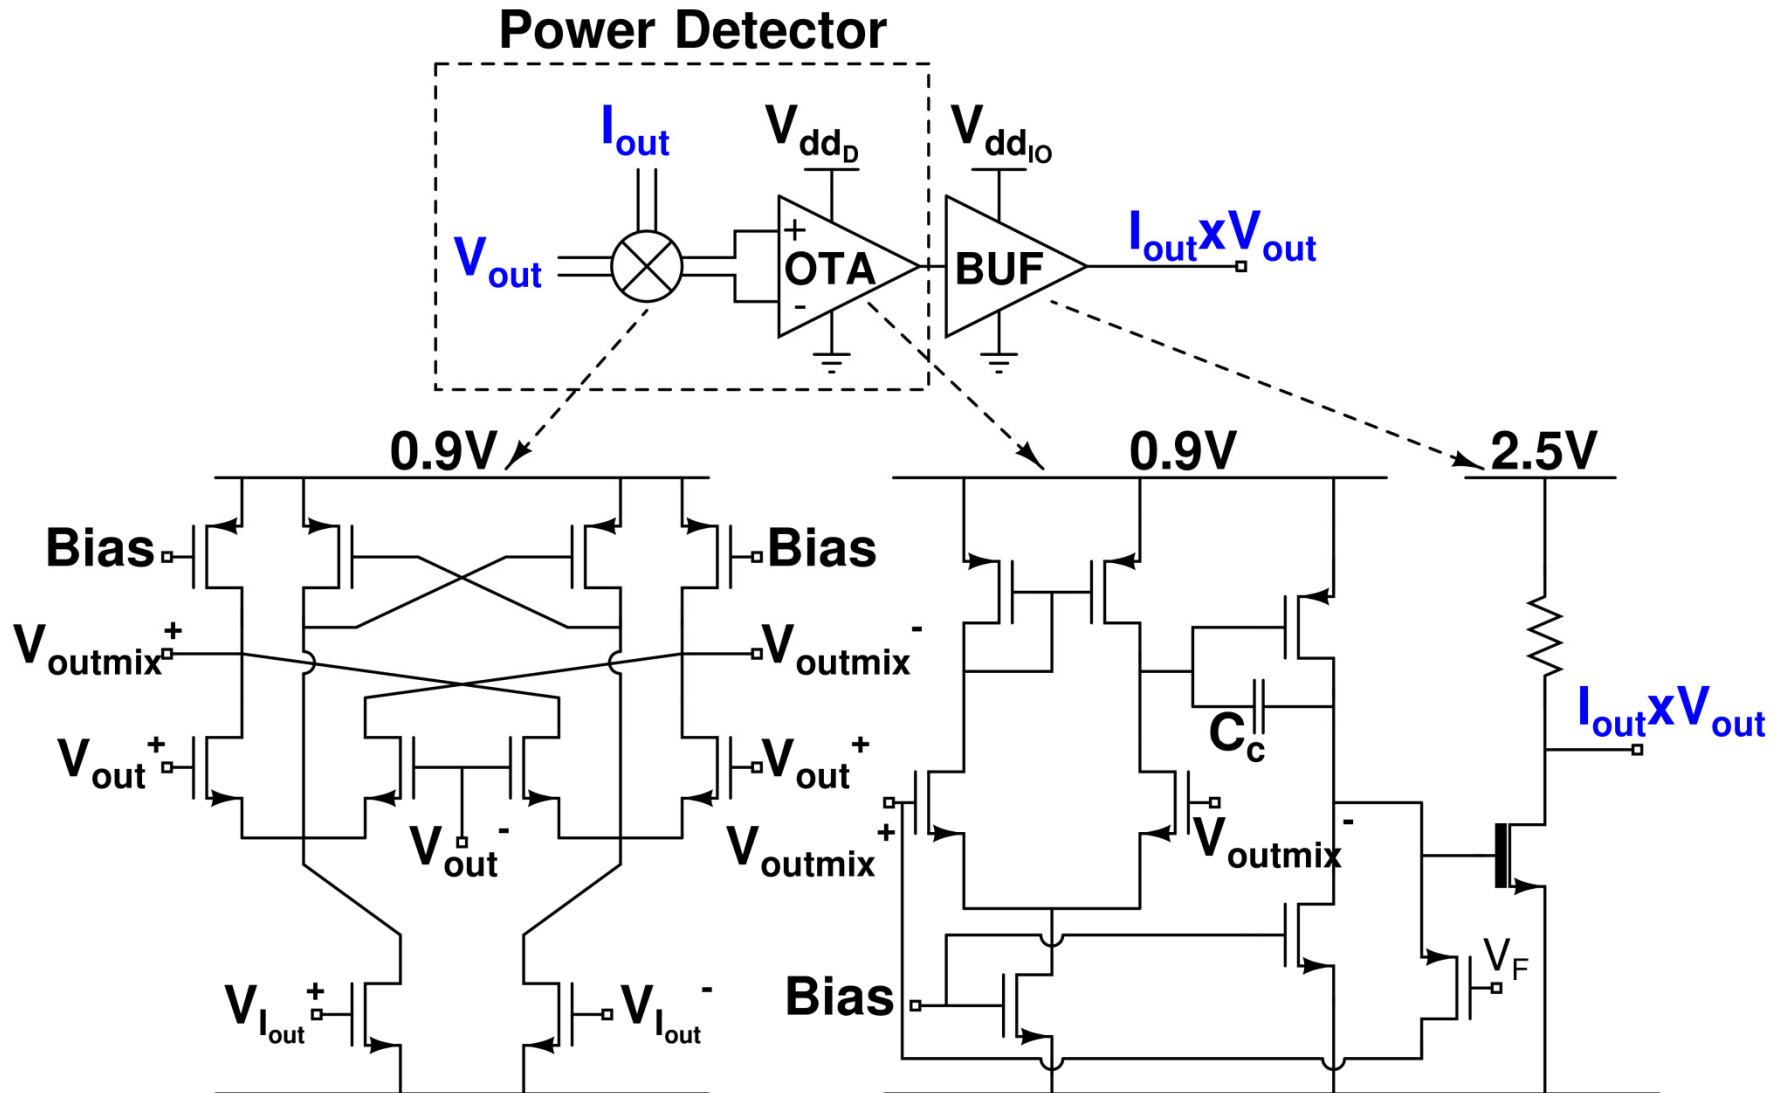 Power Detector
Iout
VddD
VddIO
Vout
+
OTA
-
BUF
IoutxVout
0.9V
0.9V
2.5V
Bias
Bias
Voutmix+
Voutmix-
IoutxVout
Cc
Vout+
Vout+
Vout-
Voutmix+
Voutmix-
VF
Bias
VIout+
VIout-